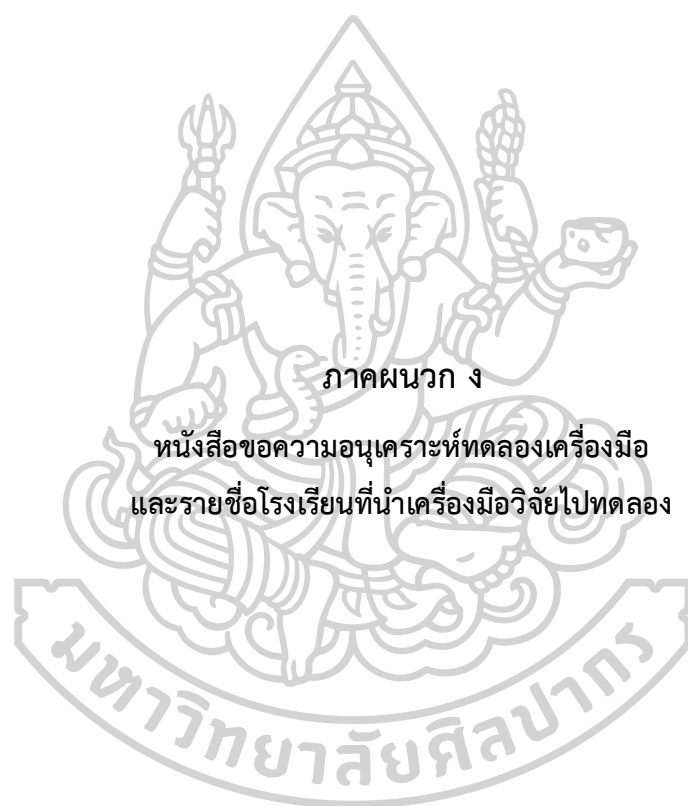 ภาคผนวก ง
หนังสือขอความอนุเคราะห์ทดลองเครื่องมือ
และรายชื่อโรงเรียนที่นำเครื่องมือวิจัยไปทดลอง
มหาวิทยาลัยศิลปากร